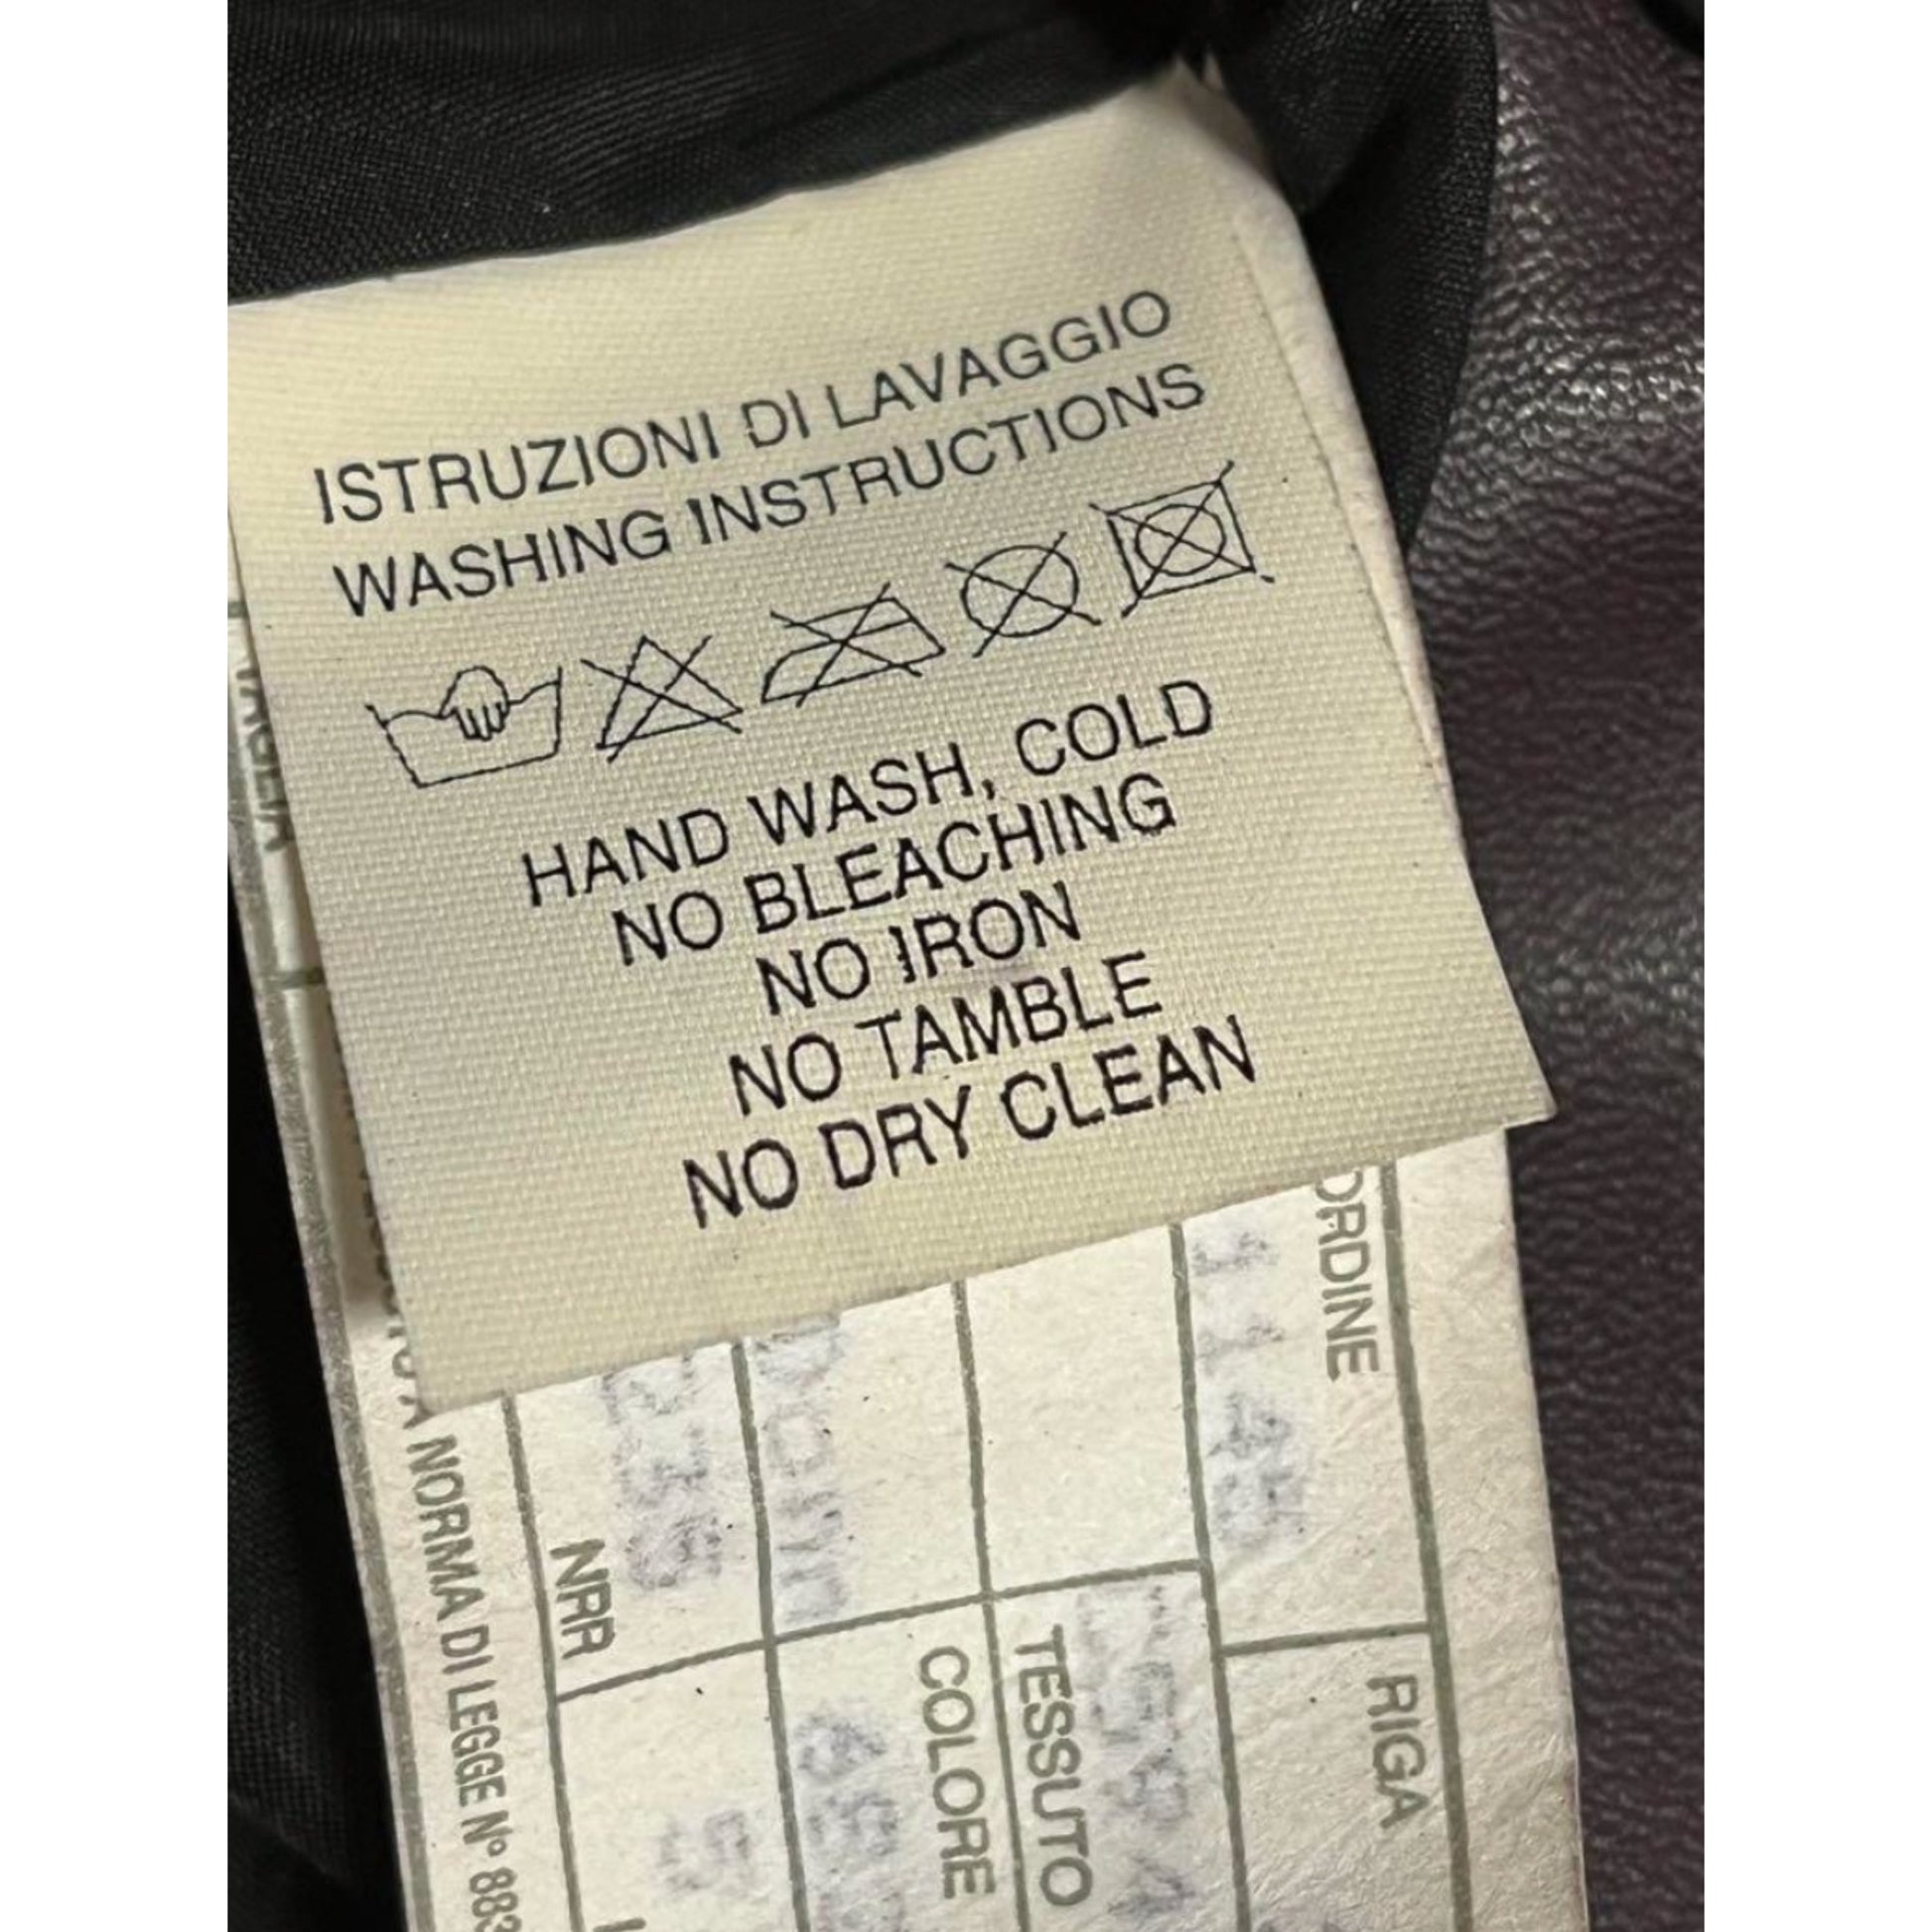 ISTRUZIONI DI LAVAGGIO
WASHING INSTRUCTIONS
HAND WASH, COLD
NO BLEACHING
NO IRON
NO TAMBLE
NO DRY CLEAN
ORDINE
RIGA
TESSUTO
COLORE
NRR
NORMA DI LEGGE N° 883